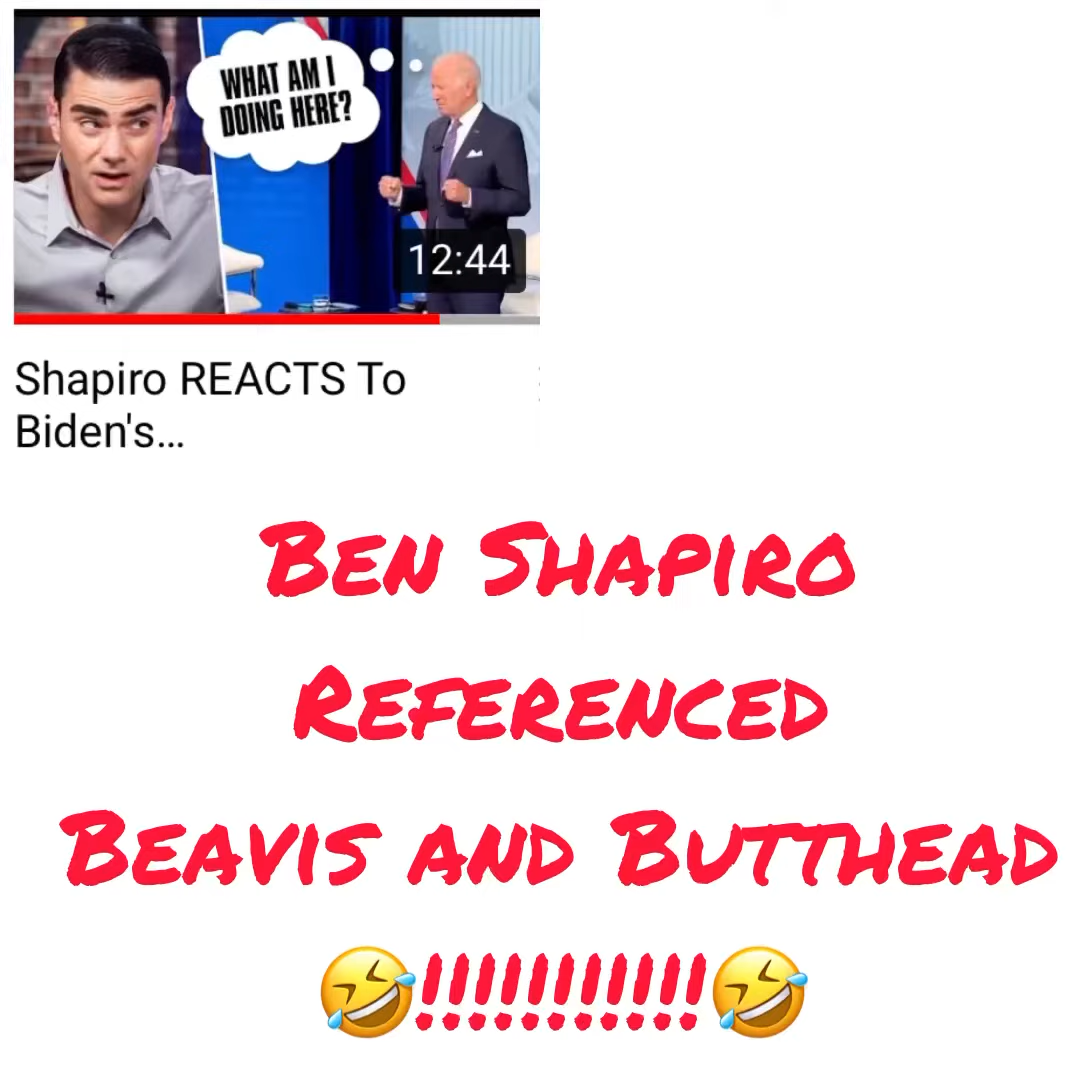 WHAT AM I
DOING HERE?
12:44
Shapiro REACTS To
Biden's...
BEN SHAPIRO
REFERENCED
BEAVIS AND BUTTHEAD
🤣!!!!!!!!!!!!🤣